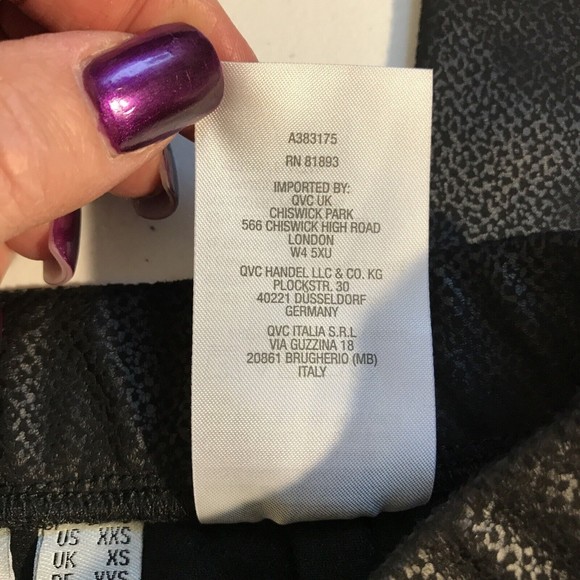 A383175
RN 81893
IMPORTED BY:
QVC UK
CHISWICK PARK
566 CHISWICK HIGH ROAD
LONDON
W4 5XU
QVC HANDEL LLC & CO. KG
PLOCKSTR. 30
40221 DÜSSELDORF
GERMANY
QVC ITALIA S.R.L
VIA GUZZINA 18
20861 BRUGHERIO (MB)
ITALY
US XXS
UK XS
XXS